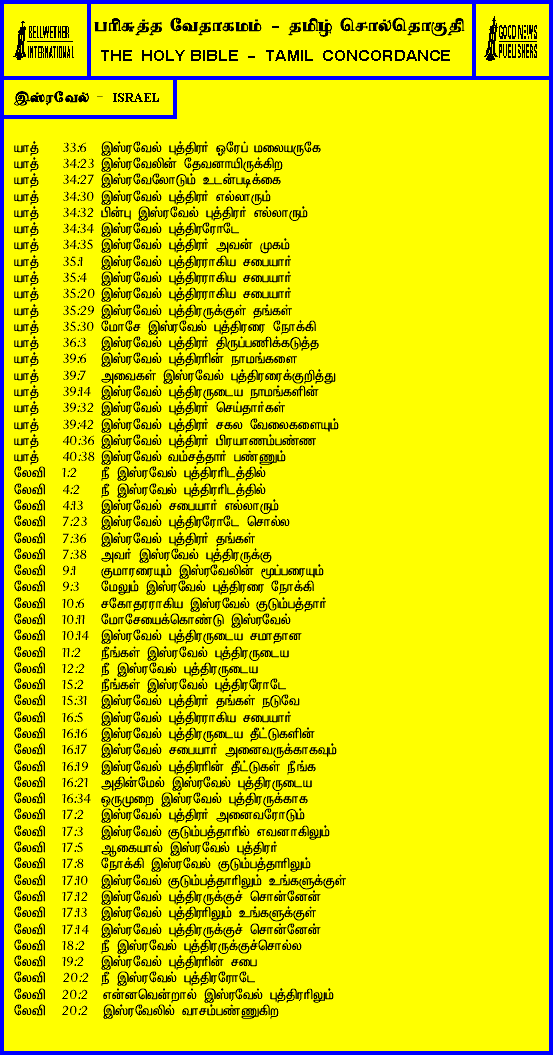 BELLWETHER INTERNATIONAL
பரிசுத்த வேதாகமம் - தமிழ் சொல்தொகுதி
THE HOLY BIBLE - TAMIL CONCORDANCE
GOOD NEWS PUBLISHERS
இஸ்ரவேல் - ISRAEL
யாத் 33:6 இஸ்ரவேல் புத்திரர் ஓரேப் மலையருகே
யாத் 34:23 இஸ்ரவேலின் தேவனாயிருக்கிற
யாத் 34:27 இஸ்ரவேலோடும் உடன்படிக்கை
யாத் 34:30 இஸ்ரவேல் புத்திரர் எல்லாரும்
யாத் 34:32 பின்பு இஸ்ரவேல் புத்திரர் எல்லாரும்
யாத் 34:34 இஸ்ரவேல் புத்திரரோடே
யாத் 34:35 இஸ்ரவேல் புத்திரர் அவன் முகம்
யாத் 35:1 இஸ்ரவேல் புத்திரராகிய சபையார்
யாத் 35:4 இஸ்ரவேல் புத்திரராகிய சபையார்
யாத் 35:20 இஸ்ரவேல் புத்திரராகிய சபையார்
யாத் 35:29 இஸ்ரவேல் புத்திரருக்குள் தங்கள்
யாத் 35:30 மோசே இஸ்ரவேல் புத்திரரை நோக்கி
யாத் 36:3 இஸ்ரவேல் புத்திரர் திருப்பணிக்கடுத்த
யாத் 39:6 இஸ்ரவேல் புத்திரரின் நாமங்களை
யாத் 39:7 அவைகள் இஸ்ரவேல் புத்திரரைக்குறித்து
யாத் 39:14 இஸ்ரவேல் புத்திரருடைய நாமங்களின்
யாத் 39:32 இஸ்ரவேல் புத்திரர் செய்தார்கள்
யாத் 39:42 இஸ்ரவேல் புத்திரர் சகல வேலைகளையும்
யாத் 40:36 இஸ்ரவேல் புத்திரர் பிரயாணம்பண்ண
யாத் 40:38 இஸ்ரவேல் வம்சத்தார் பண்ணும்
லேவி 1:2 நீ இஸ்ரவேல் புத்திரரிடத்தில்
லேவி 4:2 நீ இஸ்ரவேல் புத்திரரிடத்தில்
லேவி 4:13 இஸ்ரவேல் சபையார் எல்லாரும்
லேவி 7:23 இஸ்ரவேல் புத்திரரோடே சொல்ல
லேவி 7:36 இஸ்ரவேல் புத்திரர் தங்கள்
லேவி 7:38 அவர் இஸ்ரவேல் புத்திரருக்கு
லேவி 9:1 குமாரரையும் இஸ்ரவேலின் மூப்பரையும்
லேவி 9:3 மேலும் இஸ்ரவேல் புத்திரரை நோக்கி
லேவி 10:6 சகோதரராகிய இஸ்ரவேல் குடும்பத்தார்
லேவி 10:11 மோசேயைக்கொண்டு இஸ்ரவேல்
லேவி 10:14 இஸ்ரவேல் புத்திரருடைய சமாதான
லேவி 11:2 நீங்கள் இஸ்ரவேல் புத்திரருடைய
லேவி 12:2 நீ இஸ்ரவேல் புத்திரருடைய
லேவி 15:2 நீங்கள் இஸ்ரவேல் புத்திரரோடே
லேவி 15:31 இஸ்ரவேல் புத்திரர் தங்கள் நடுவே
லேவி 16:5 இஸ்ரவேல் புத்திரராகிய சபையார்
லேவி 16:16 இஸ்ரவேல் புத்திரருடைய தீட்டுகளின்
லேவி 16:17 இஸ்ரவேல் சபையார் அனைவருக்காகவும்
லேவி 16:19 இஸ்ரவேல் புத்திரரின் தீட்டுகள் நீங்க
லேவி 16:21 அதின்மேல் இஸ்ரவேல் புத்திரருடைய
லேவி 16:34 ஒருமுறை இஸ்ரவேல் புத்திரருக்காக
லேவி 17:2 இஸ்ரவேல் புத்திரர் அனைவரோடும்
லேவி 17:3 இஸ்ரவேல் குடும்பத்தாரில் எவனாகிலும்
லேவி 17:5 ஆகையால் இஸ்ரவேல் புத்திரர்
லேவி 17:8 நோக்கி இஸ்ரவேல் குடும்பத்தாரிலும்
லேவி 17:10 இஸ்ரவேல் குடும்பத்தாரிலும் உங்களுக்குள்
லேவி 17:12 இஸ்ரவேல் புத்திரருக்குச் சொன்னேன்
லேவி 17:13 இஸ்ரவேல் புத்திரரிலும் உங்களுக்குள்
லேவி 17:14 இஸ்ரவேல் புத்திரருக்குச் சொன்னேன்
லேவி 18:2 நீ இஸ்ரவேல் புத்திரருக்குச்சொல்ல
லேவி 19:2 இஸ்ரவேல் புத்திரரின் சபை
லேவி 20:2 நீ இஸ்ரவேல் புத்திரரோடே
லேவி 20:2 என்னவென்றால் இஸ்ரவேல் புத்திரரிலும்
லேவி 20:2 இஸ்ரவேலில் வாசம்பண்ணுகிற